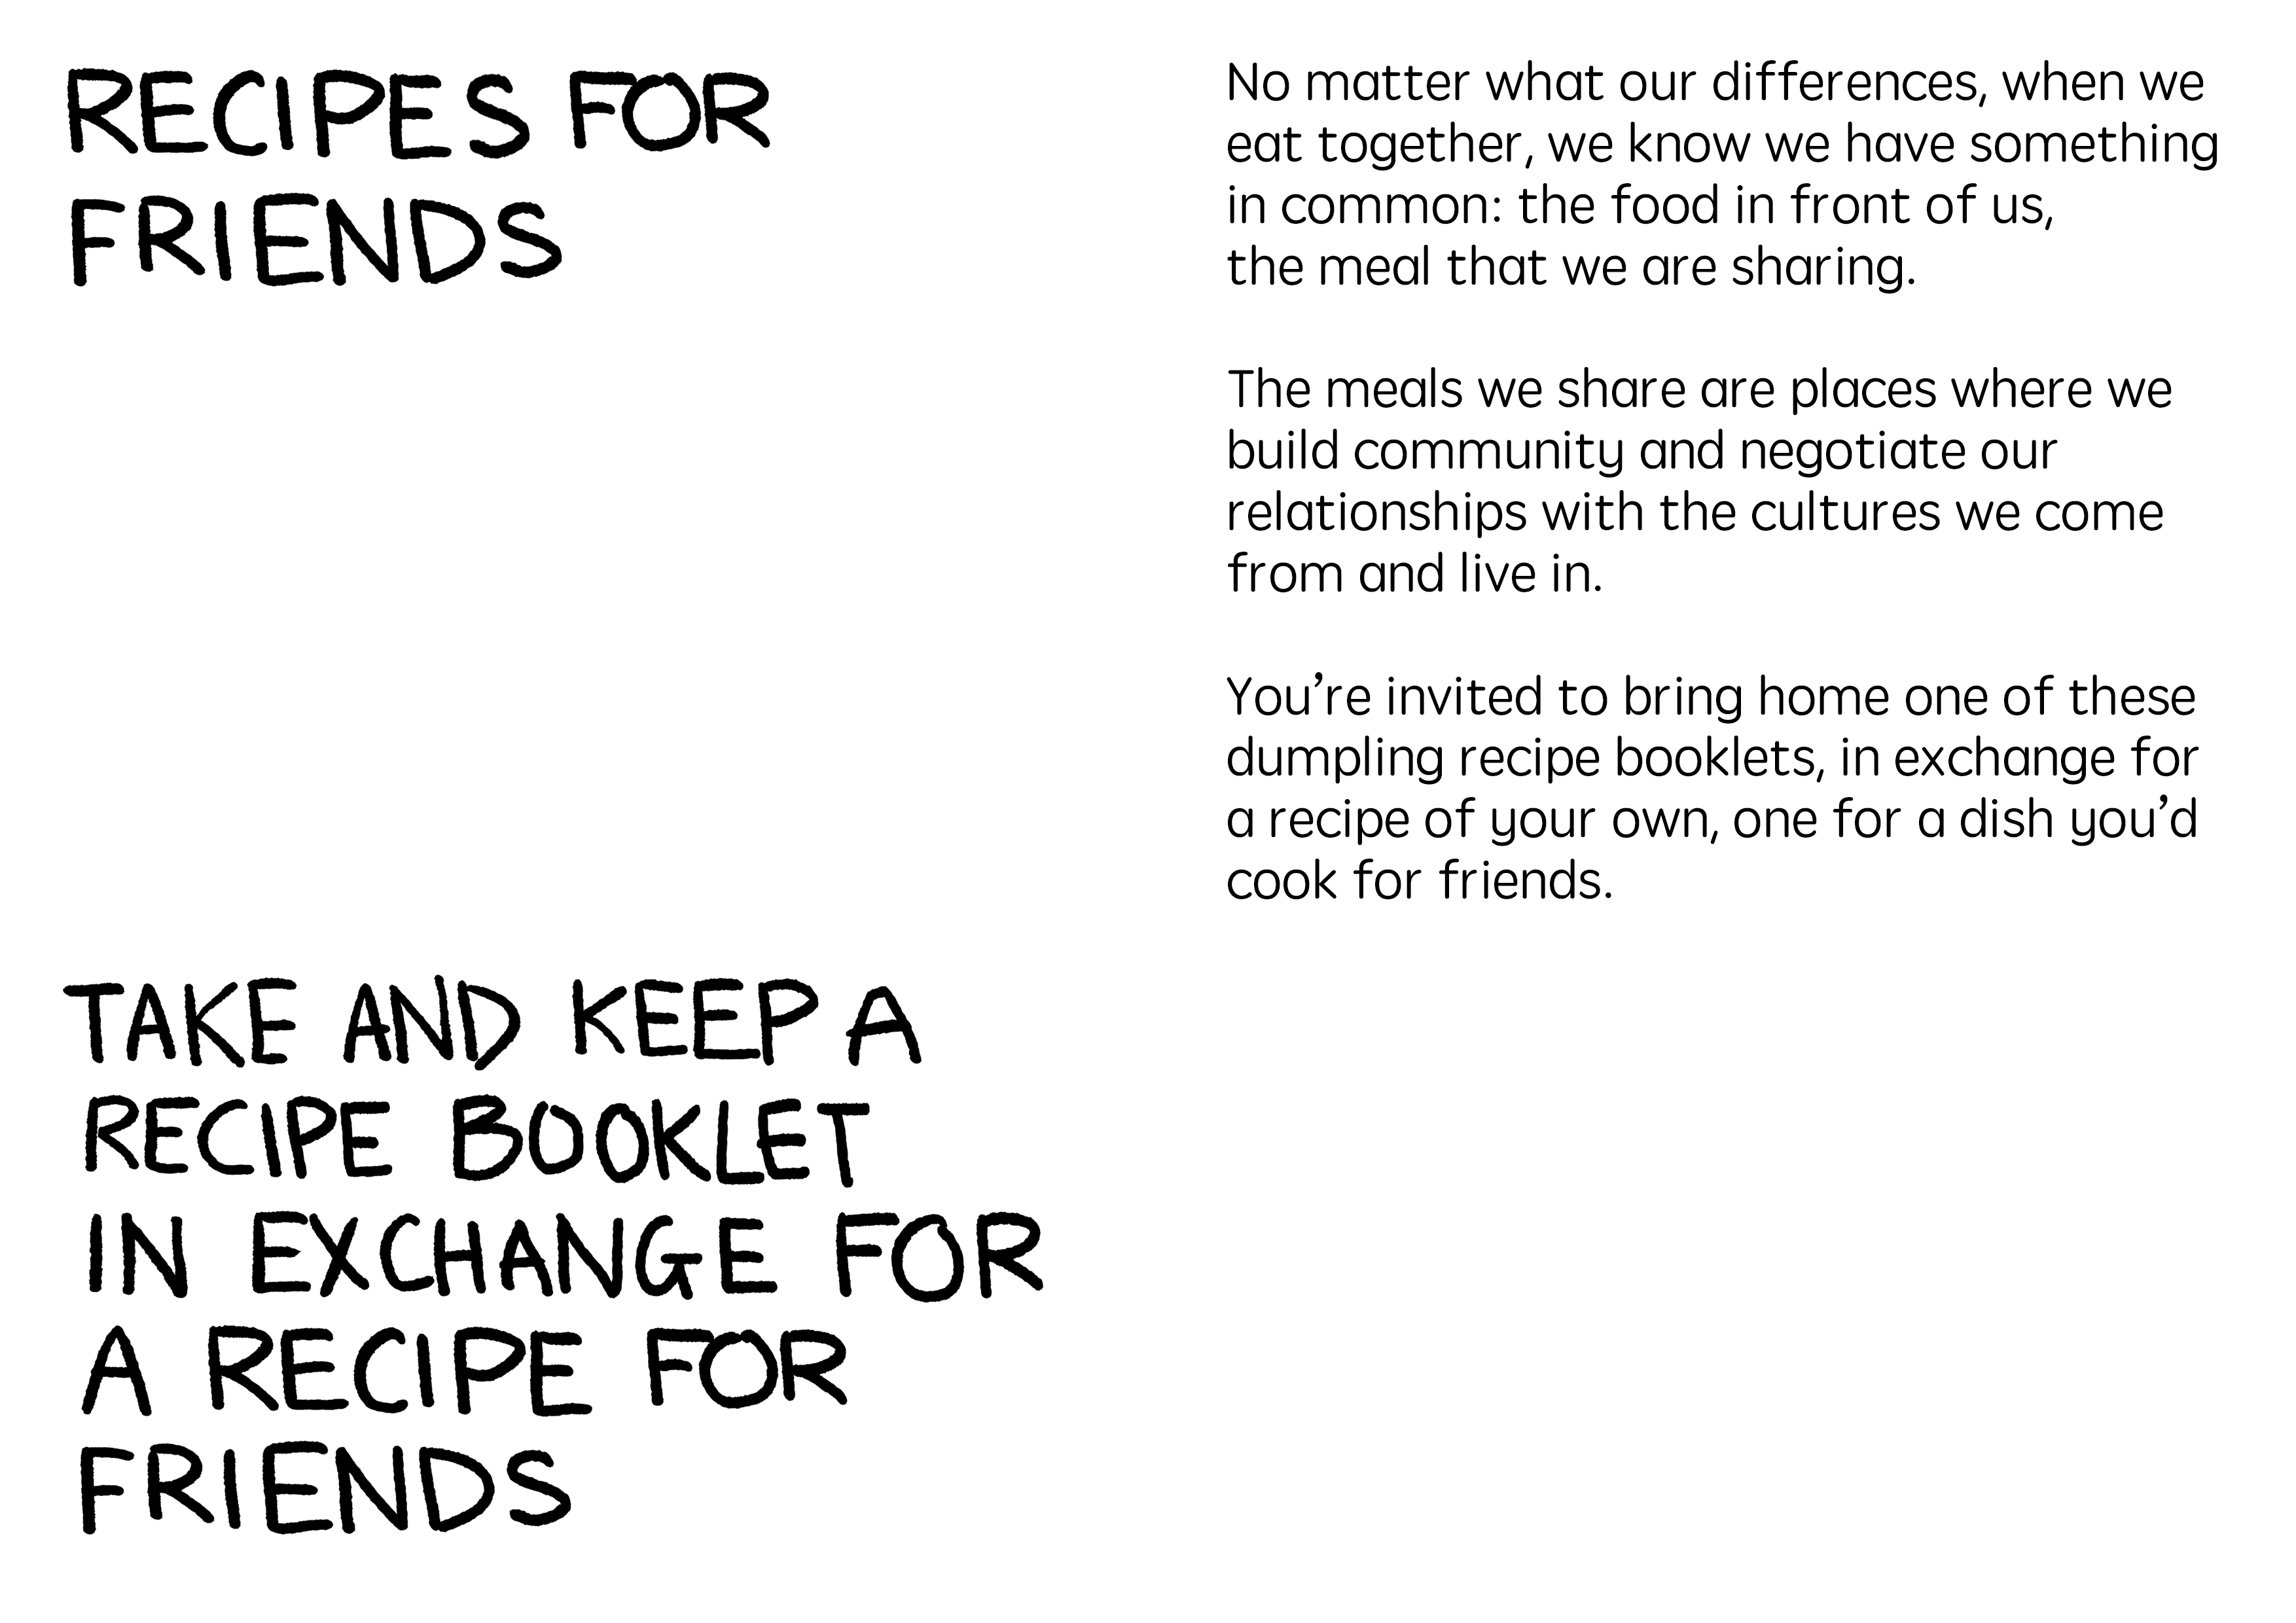 RECIPES FOR
FRIENDS
TAKE AND KEEP A
RECIPE BOOKLET
IN EXCHANGE FOR
A RECIPE FOR
FRIENDS
No matter what our differences, when we
eat together, we know we have something
in common: the food in front of us,
the meal that we are sharing.
The meals we share are places where we
build community and negotiate our
relationships with the cultures we come
from and live in.
You’re invited to bring home one of these
dumpling recipe booklets, in exchange for
a recipe of your own, one for a dish you’d
cook for friends.